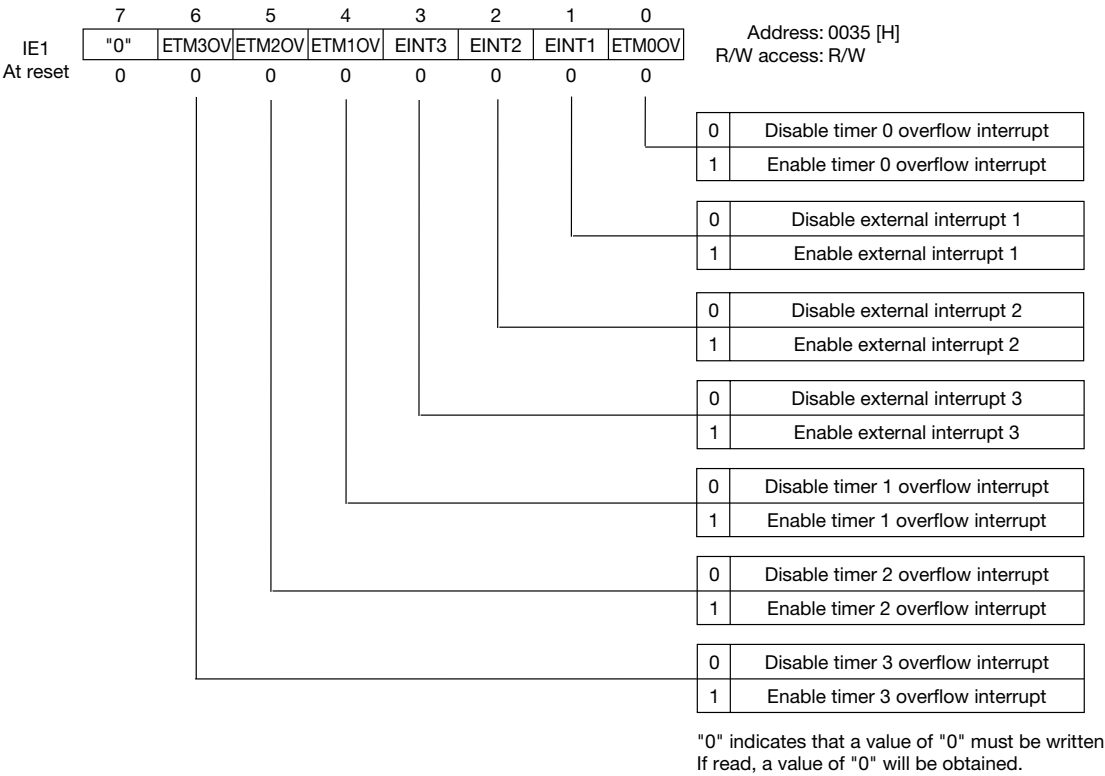 7 6 5 4 3 2 1 0
IE1 "0" ETM3OV ETM2OV ETM1OV EINT3 EINT2 EINT1 ETM0OV
At reset 0 0 0 0 0 0 0 0
Address: 0035 [H]
R/W access: R/W
0 Disable timer 0 overflow interrupt
1 Enable timer 0 overflow interrupt
0 Disable external interrupt 1
1 Enable external interrupt 1
0 Disable external interrupt 2
1 Enable external interrupt 2
0 Disable external interrupt 3
1 Enable external interrupt 3
0 Disable timer 1 overflow interrupt
1 Enable timer 1 overflow interrupt
0 Disable timer 2 overflow interrupt
1 Enable timer 2 overflow interrupt
0 Disable timer 3 overflow interrupt
1 Enable timer 3 overflow interrupt
"0" indicates that a value of "0" must be written
If read, a value of "0" will be obtained.